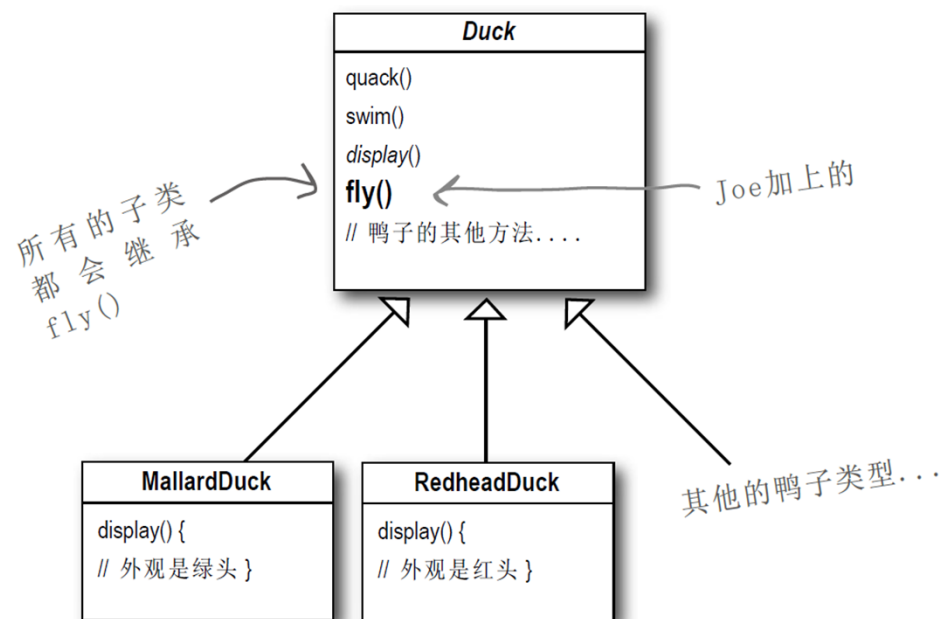 Duck
quack()
swim()
display()
fly()
// 鸭子的其他方法....
所有的子类
都会继承
fly()
Joe加上的
MallardDuck
display() {
// 外观是绿头 }
RedheadDuck
display() {
// 外观是红头 }
其他的鸭子类型...